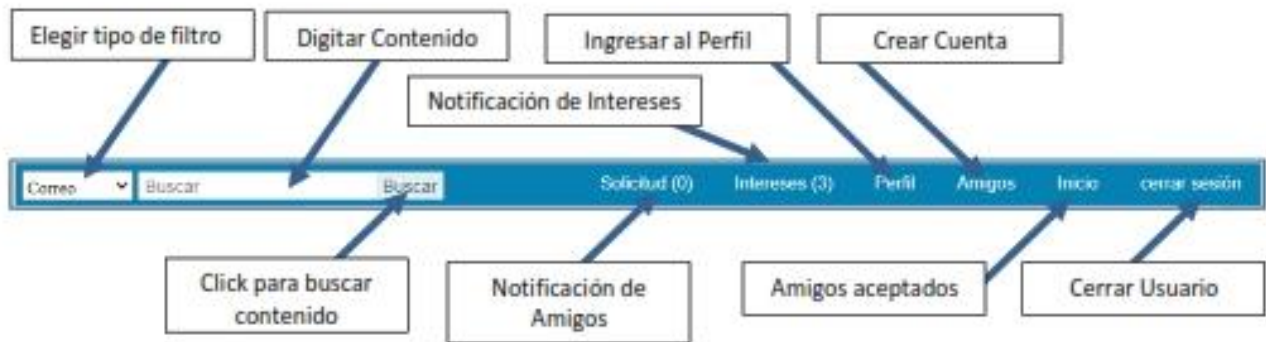 Elegir tipo de filtro
Digitar Contenido
Ingresar al Perfil
Crear Cuenta
Notificación de Intereses
Correo Buscar Buscar Solicitud (0) Intereses (3) Perfil Amigos Inicio cerrar sesión
Click para buscar
contenido
Notificación de
Amigos
Amigos aceptados
Cerrar Usuario